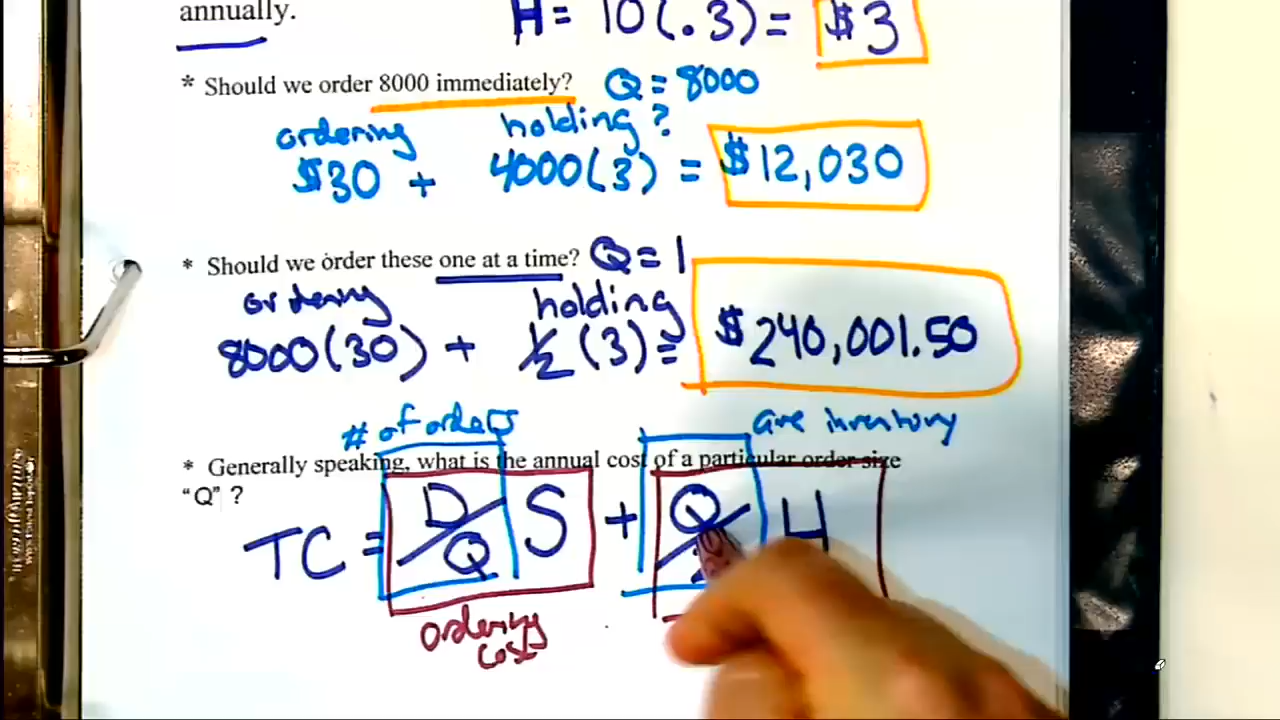 annually.
H = 10(.3) = $3
* Should we order 8000 immediately? Q = 8000
ordering holding?
$30 + 4000(3) = $12,030
* Should we order these one at a time? Q = 1
ordering holding
8000(30) + 1/2 (3) = $240,001.50
# of orders ave inventory
* Generally speaking, what is the annual cost of a particular order size
"Q" ?
TC = D/Q S + Q/ H
ordering
cost